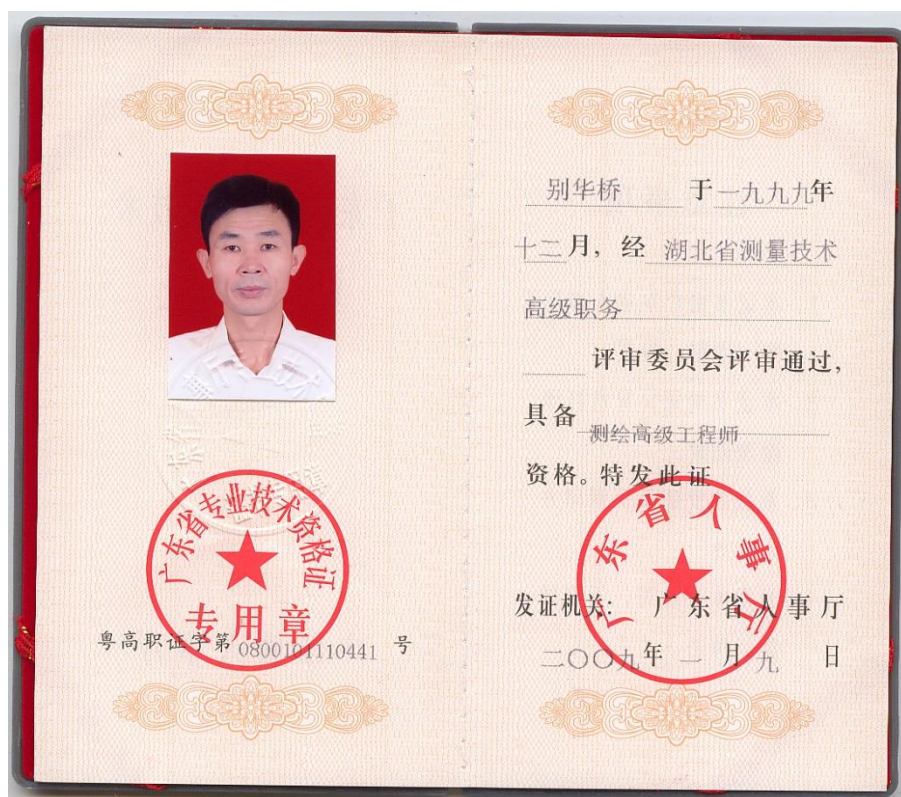 广东省专业技术资格证
专用章
粤高职证字第 0800101110441 号
别华桥 于一九九九年
十二月，经 湖北省测量技术
高级职务
评审委员会评审通过，
具备 测绘高级工程师
资格。特发此证
广东省人事厅
发证机关： 广东省人事厅
二〇〇九年 一 月 九 日